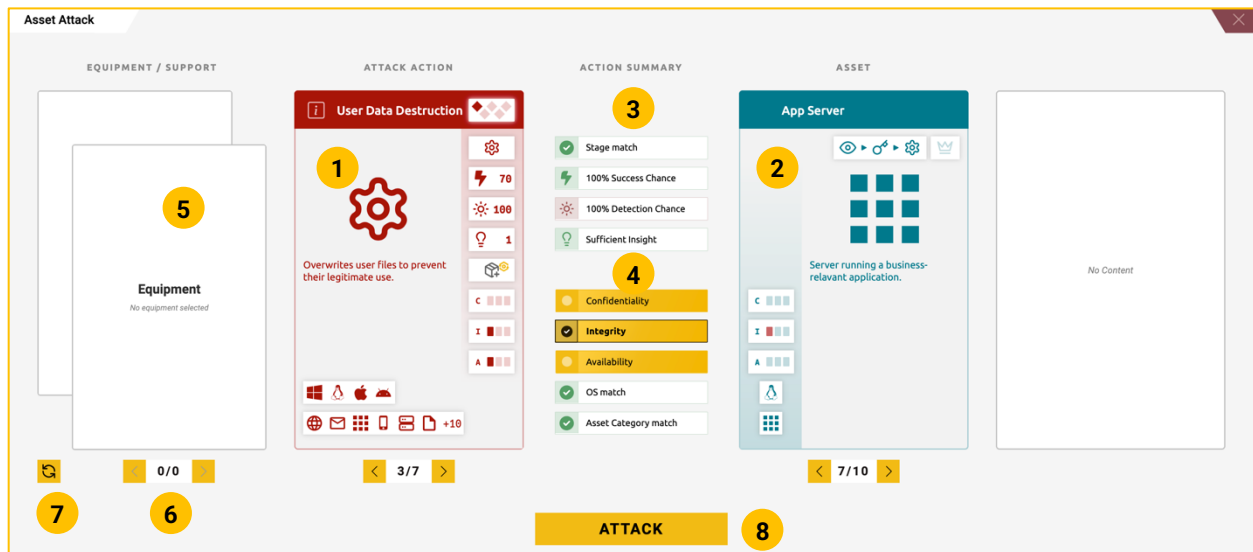 Asset Attack
EQUIPMENT / SUPPORT
ATTACK ACTION
ACTION SUMMARY
ASSET
5
Equipment
No equipment selected
7
0/0
6
i
User Data Destruction
1
70
100
1
Overwrites user files to prevent
their legitimate use.
C
I
A
+10
3/7
3
Stage match
100% Success Chance
100% Detection Chance
Sufficient Insight
4
Confidentiality
Integrity
Availability
OS match
Asset Category match
App Server
2
Server running a business-
relavant application.
C
I
A
7/10
No Content
ATTACK
8